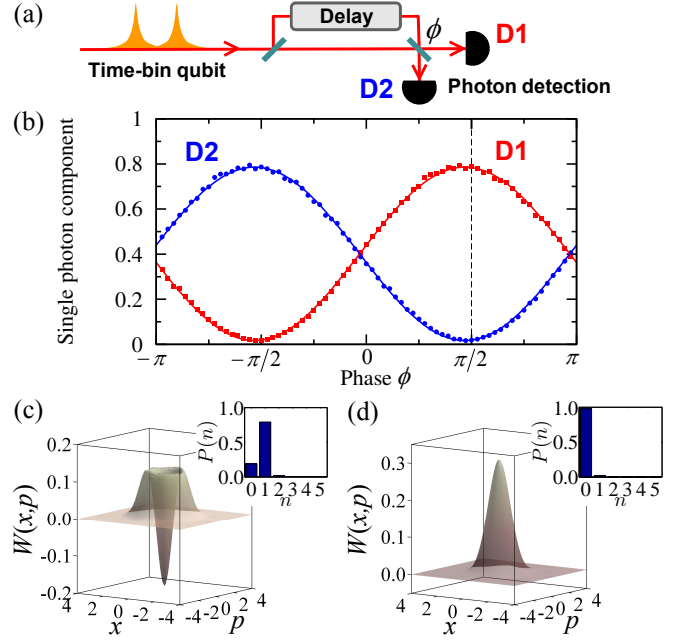 (a)
Delay
ϕ
D1
Time-bin qubit
D2
Photon detection
(b)
Single photon component
1
0.8
0.6
0.4
0.2
0
D2
D1
−π
−π/2
0
π/2
π
Phase ϕ
(c)
W(x,p)
0.2
0.1
0.0
-0.1
-0.2
4 2 0 -2 -4
x
-4 -2 0 2 4
p
P(n)
1.0
0.5
0.0
0 1 2 3 4 5
n
(d)
W(x,p)
0.3
0.2
0.1
0.0
4 2 0 -2 -4
x
-4 -2 0 2 4
p
P(n)
1.0
0.5
0.0
0 1 2 3 4 5
n